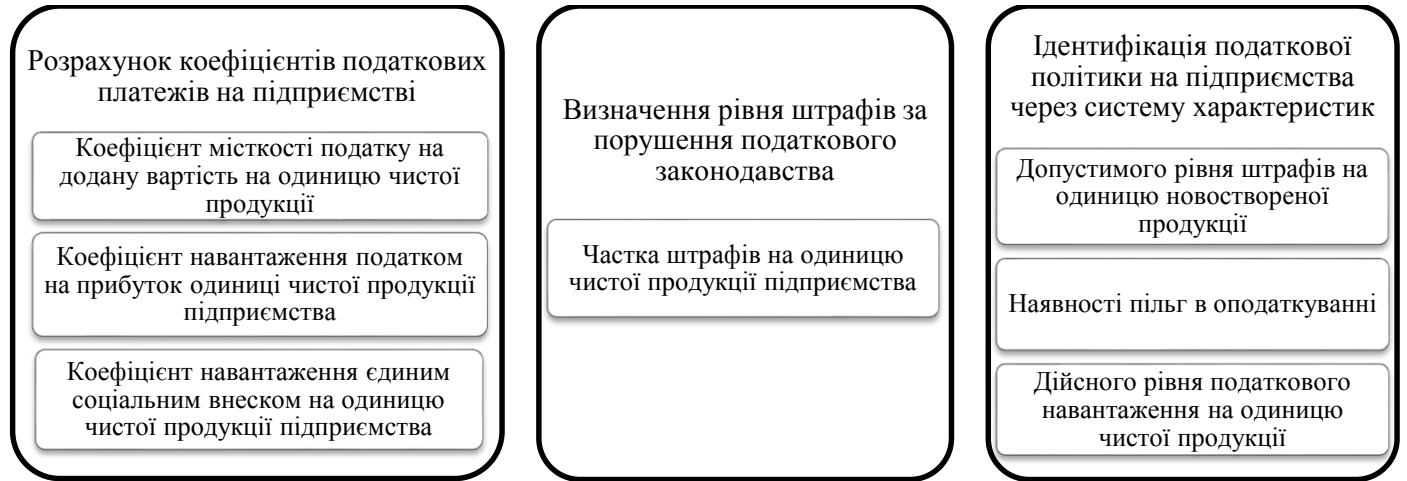 Розрахунок коефіцієнтів податкових
платежів на підприємстві
Коефіцієнт місткості податку на
додану вартість на одиницю чистої
продукції
Коефіцієнт навантаження податком
на прибуток одиниці чистої продукції
підприємства
Коефіцієнт навантаження єдиним
соціальним внеском на одиницю
чистої продукції підприємства
Визначення рівня штрафів за
порушення податкового
законодавства
Частка штрафів на одиницю
чистої продукції підприємства
Ідентифікація податкової
політики на підприємства
через систему характеристик
Допустимого рівня штрафів на
одиницю новоствореної
продукції
Наявності пільг в оподаткуванні
Дійсного рівня податкового
навантаження на одиницю
чистої продукції